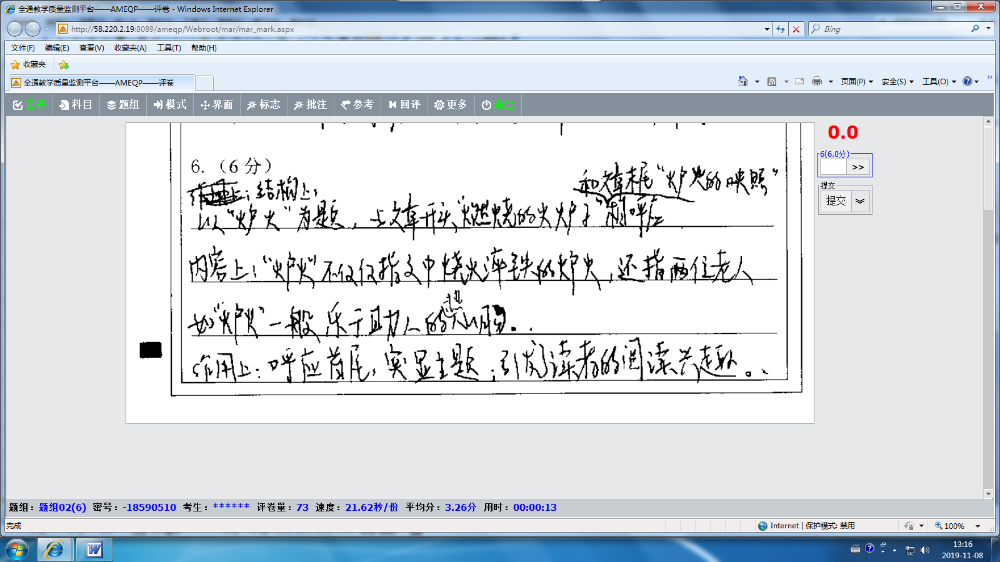 全通教学质量监测平台——AMEQP——评卷 - Windows Internet Explorer
http://58.220.2.19:8089/ameqp/Webroot/mar/mar_mark.aspx
Bing
文件(F) 编辑(E) 查看(V) 收藏夹(A) 工具(T) 帮助(H)
收藏夹
全通教学质量监测平台——AMEQP——评卷
页面(P) 安全(S) 工具(O)
正评 科目 题组 模式 界面 标志 批注 参考 回评 更多 退出
0.0
6(6.0分)
>>
提交
提交
6. （6分）
结构上：
和文章末尾“炉火的映照”
以“炉火”为题，与文章开头“燃烧的火炉子”相呼应
内容上：“炉火”不仅仅指文中烧火淬铁的炉火，还指两位老人
如“炉火”一般乐于助人的热心肠。
作用上：呼应首尾，突显主题，引发读者的阅读兴趣。
题组：题组02(6) 密号：-18590510 考生：****** 评卷量：73 速度：21.62秒/份 平均分：3.26分 用时：00:00:13
完成
Internet | 保护模式: 禁用
100%
13:16
2019-11-08